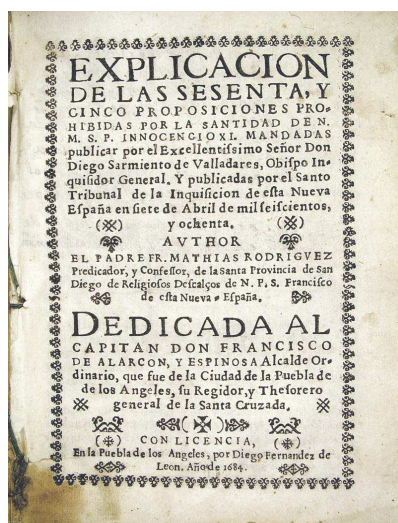 EXPLICACION
DE LAS SESENTA, Y
CINCO PROPOSICIONES PRO-
HIBIDAS POR LA SANTIDAD DE N.
M. S. P. INNOCENCIO XI. MANDADAS
publicar por el Excellentissimo Señor Don
Diego Sarmiento de Valladares, Obispo In-
quisidor General, Y publicadas por el Santo
Tribunal de la Inquisicion de esta Nueva
España en siete de Abril de mil seiscientos,
y ochenta.
AVTHOR
EL PADRE FR. MATHIAS RODRIGVEZ
Predicador, y Confessor, de la Santa Provincia de San
Diego de Religiosos Descalços de N. P. S. Francisco
de esta Nueva-España.
DEDICADA AL
CAPITAN DON FRANCISCO
DE ALARCON, Y ESPINOSA Alcalde Or-
dinario, que fue de la Ciudad de la Puebla de
de los Angeles, su Regidor, y Thesorero
general de la Santa Cruzada.
CON LICENCIA,
En la Puebla de los Angeles, por Diego Fernandez de
Leon. Año de 1684.